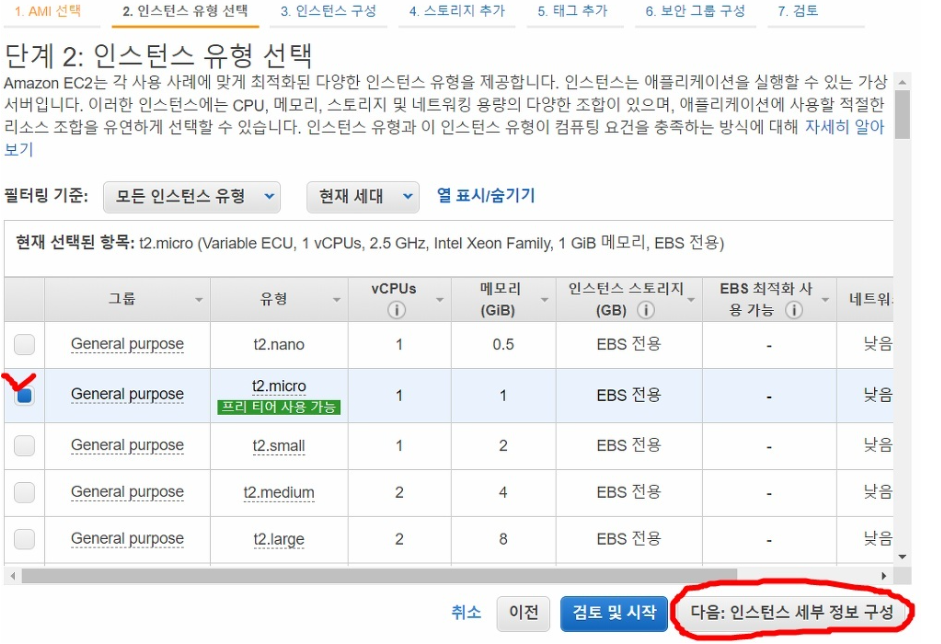 1. AMI 선택 2. 인스턴스 유형 선택 3. 인스턴스 구성 4. 스토리지 추가 5. 태그 추가 6. 보안 그룹 구성 7. 검토
단계 2: 인스턴스 유형 선택
Amazon EC2는 각 사용 사례에 맞게 최적화된 다양한 인스턴스 유형을 제공합니다. 인스턴스는 애플리케이션을 실행할 수 있는 가상
서버입니다. 이러한 인스턴스에는 CPU, 메모리, 스토리지 및 네트워킹 용량의 다양한 조합이 있으며, 애플리케이션에 사용할 적절한
리소스 조합을 유연하게 선택할 수 있습니다. 인스턴스 유형과 이 인스턴스 유형이 컴퓨팅 요건을 충족하는 방식에 대해 자세히 알아
보기
필터링 기준: 모든 인스턴스 유형 현재 세대 열 표시/숨기기
현재 선택된 항목: t2.micro (Variable ECU, 1 vCPUs, 2.5 GHz, Intel Xeon Family, 1 GiB 메모리, EBS 전용)
그룹 유형 vCPUs 메모리 (GiB) 인스턴스 스토리지 (GB) EBS 최적화 사용 가능 네트워
General purpose t2.nano 1 0.5 EBS 전용 - 낮음
General purpose t2.micro 프리 티어 사용 가능 1 1 EBS 전용 - 낮음
General purpose t2.small 1 2 EBS 전용 - 낮음
General purpose t2.medium 2 4 EBS 전용 - 낮음
General purpose t2.large 2 8 EBS 전용 - 낮음
취소 이전 검토 및 시작 다음: 인스턴스 세부 정보 구성